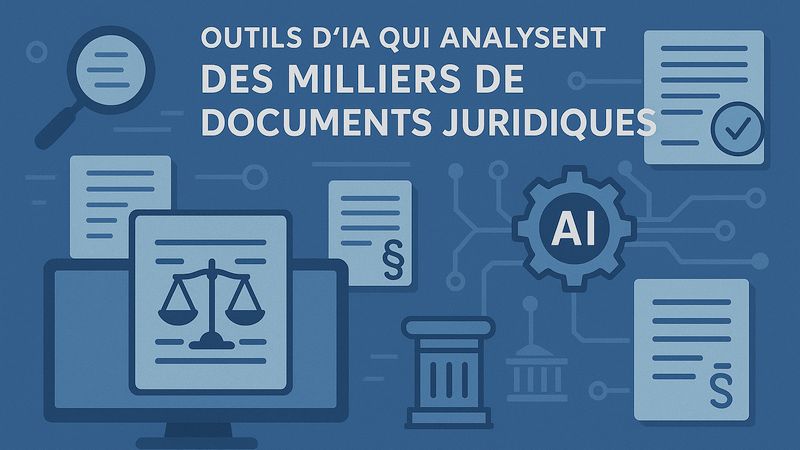 OUTILS D'IA QUI ANALYSENT
DES MILLIERS DE
DOCUMENTS JURIDIQUES
§
AI